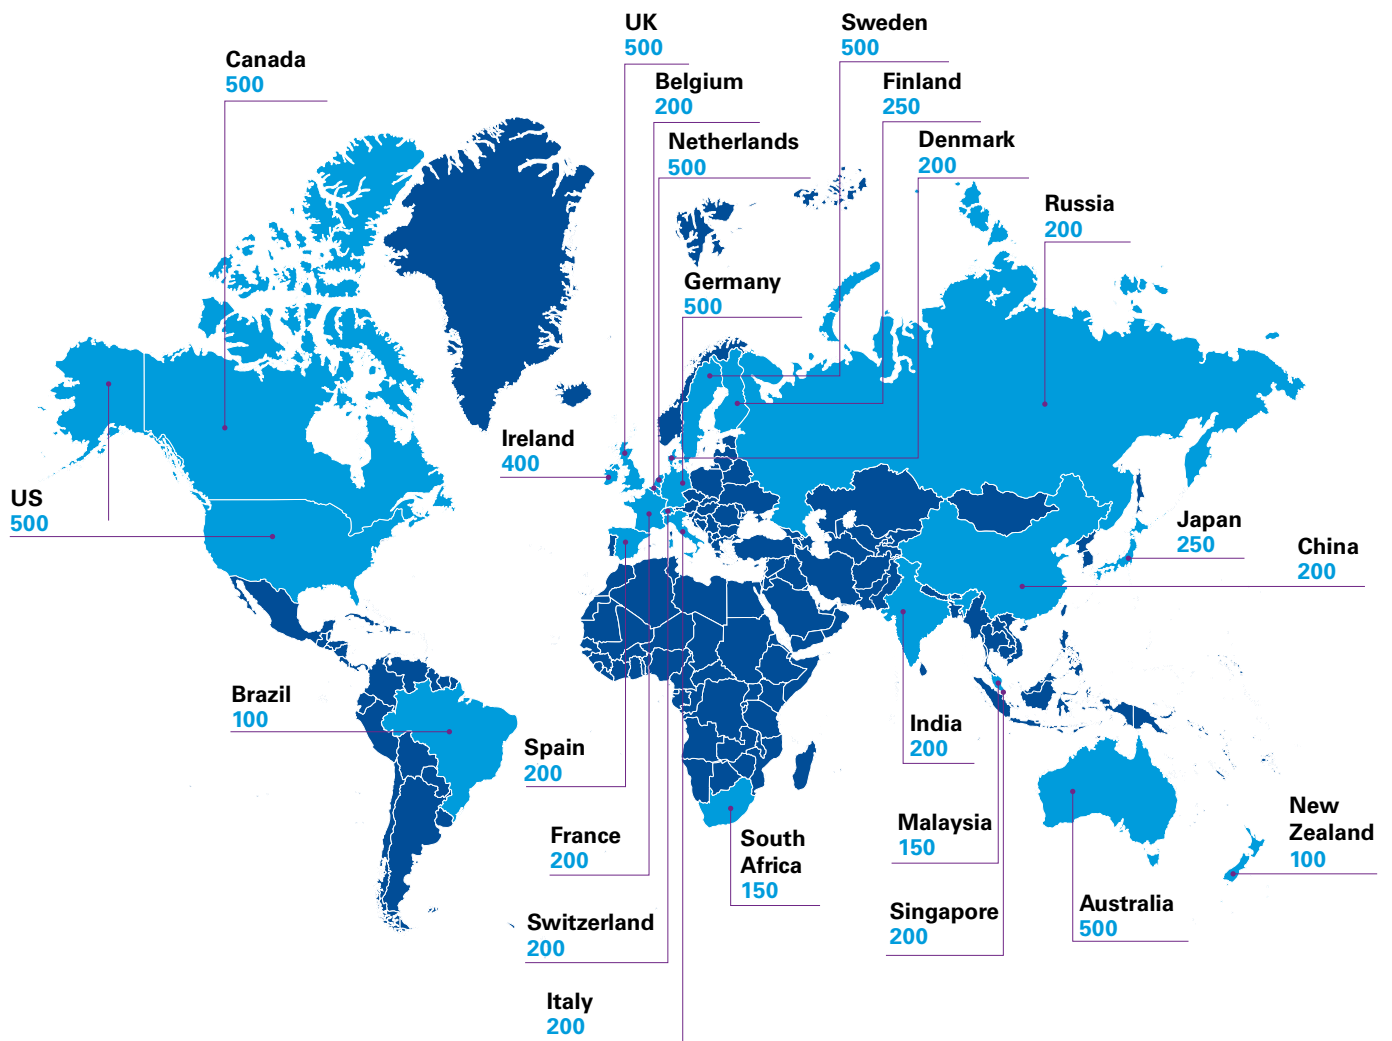 UK
500
Sweden
500
Canada
500
Belgium
200
Finland
250
Netherlands
500
Denmark
200
Russia
200
Germany
500
Ireland
400
US
500
Japan
250
China
200
Brazil
100
India
200
Spain
200
New
Zealand
100
Malaysia
150
France
200
South
Africa
150
Australia
500
Singapore
200
Switzerland
200
Italy
200